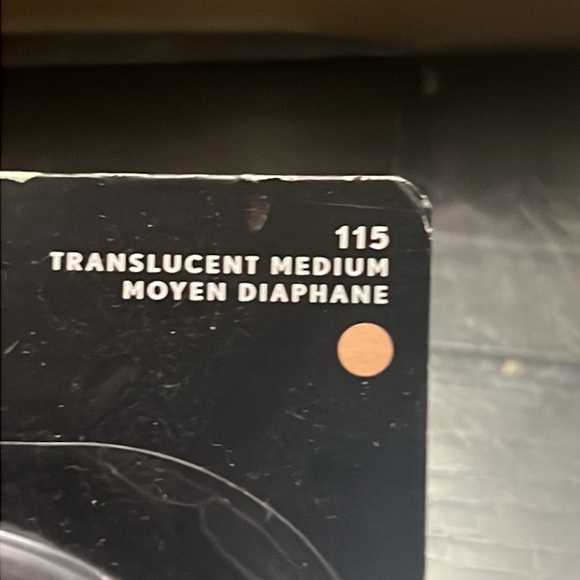 115
TRANSLUCENT MEDIUM
MOYEN DIAPHANE